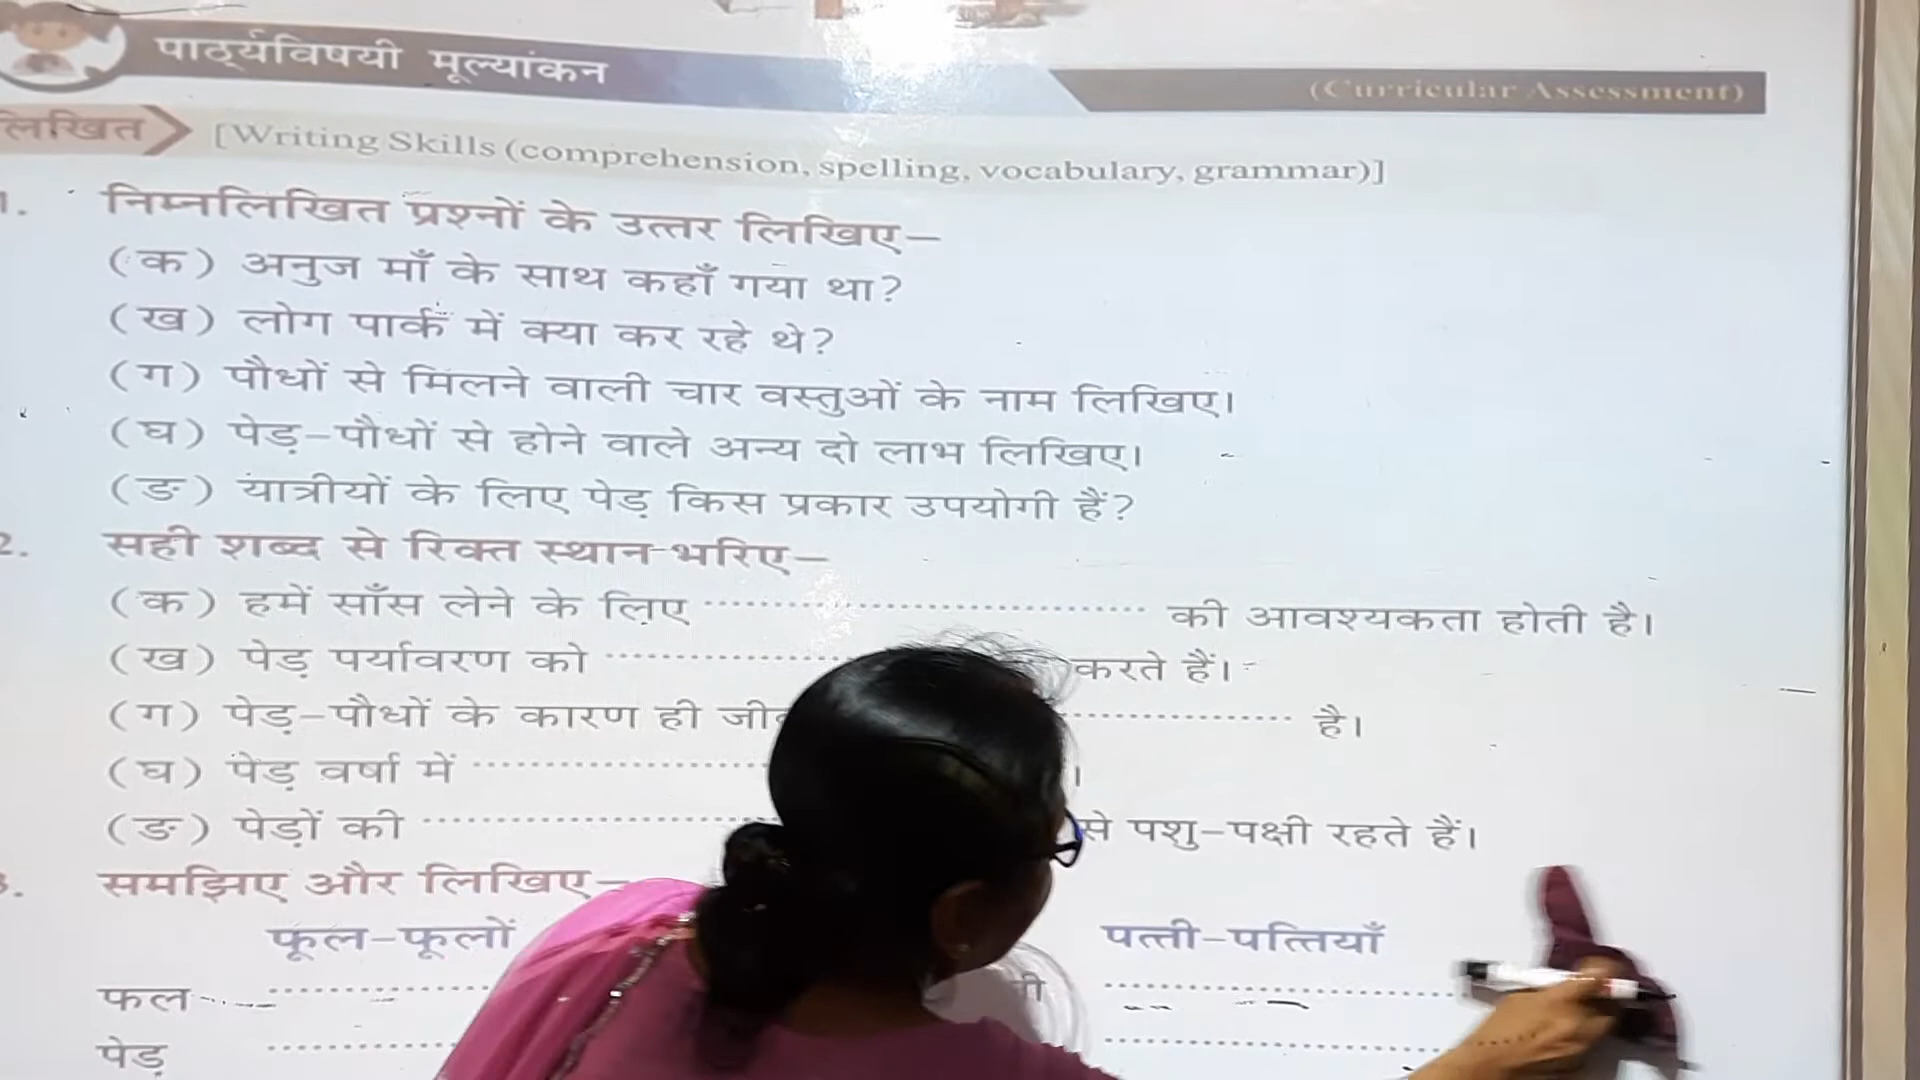 पाठ्यविषयी मूल्यांकन (Curricular Assessment)
लिखित [Writing Skills (comprehension, spelling, vocabulary, grammar)]
1. निम्नलिखित प्रश्नों के उत्तर लिखिए–
(क) अनुज माँ के साथ कहाँ गया था?
(ख) लोग पार्क में क्या कर रहे थे?
(ग) पौधों से मिलने वाली चार वस्तुओं के नाम लिखिए।
(घ) पेड़-पौधों से होने वाले अन्य दो लाभ लिखिए।
(ङ) यात्रीयों के लिए पेड़ किस प्रकार उपयोगी हैं?
2. सही शब्द से रिक्त स्थान भरिए–
(क) हमें साँस लेने के लिए .......... की आवश्यकता होती है।
(ख) पेड़ पर्यावरण को .......... करते हैं।
(ग) पेड़-पौधों के कारण ही .......... है।
(घ) पेड़ वर्षा में .......... ।
(ङ) पेड़ों की .......... से पशु-पक्षी रहते हैं।
3. समझिए और लिखिए–
फूल-फूलों पत्ती-पत्तियाँ
फल .......... ..........
पेड़ .......... ..........